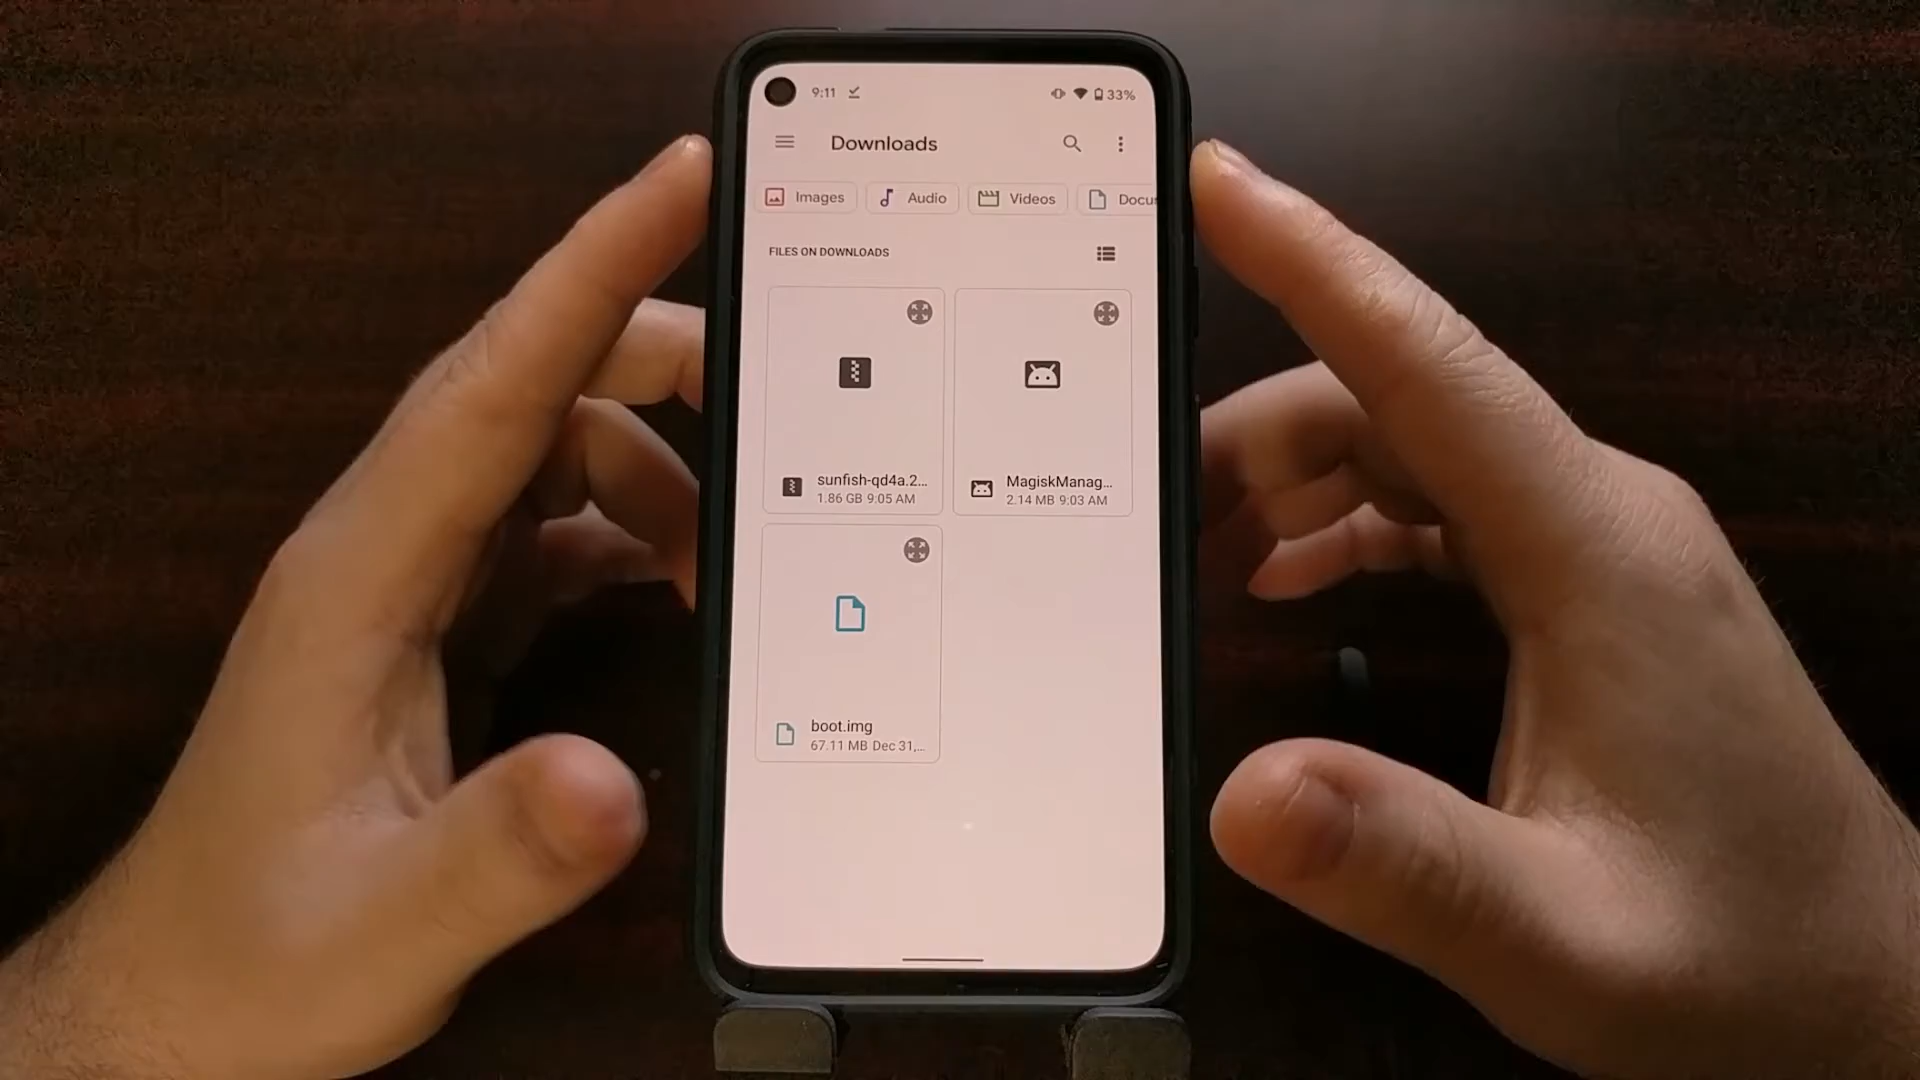 9:11
33%
Downloads
Images
Audio
Videos
Docu
FILES ON DOWNLOADS
sunfish-qd4a.2...
1.86 GB 9:05 AM
MagiskManag...
2.14 MB 9:03 AM
boot.img
67.11 MB Dec 31,...